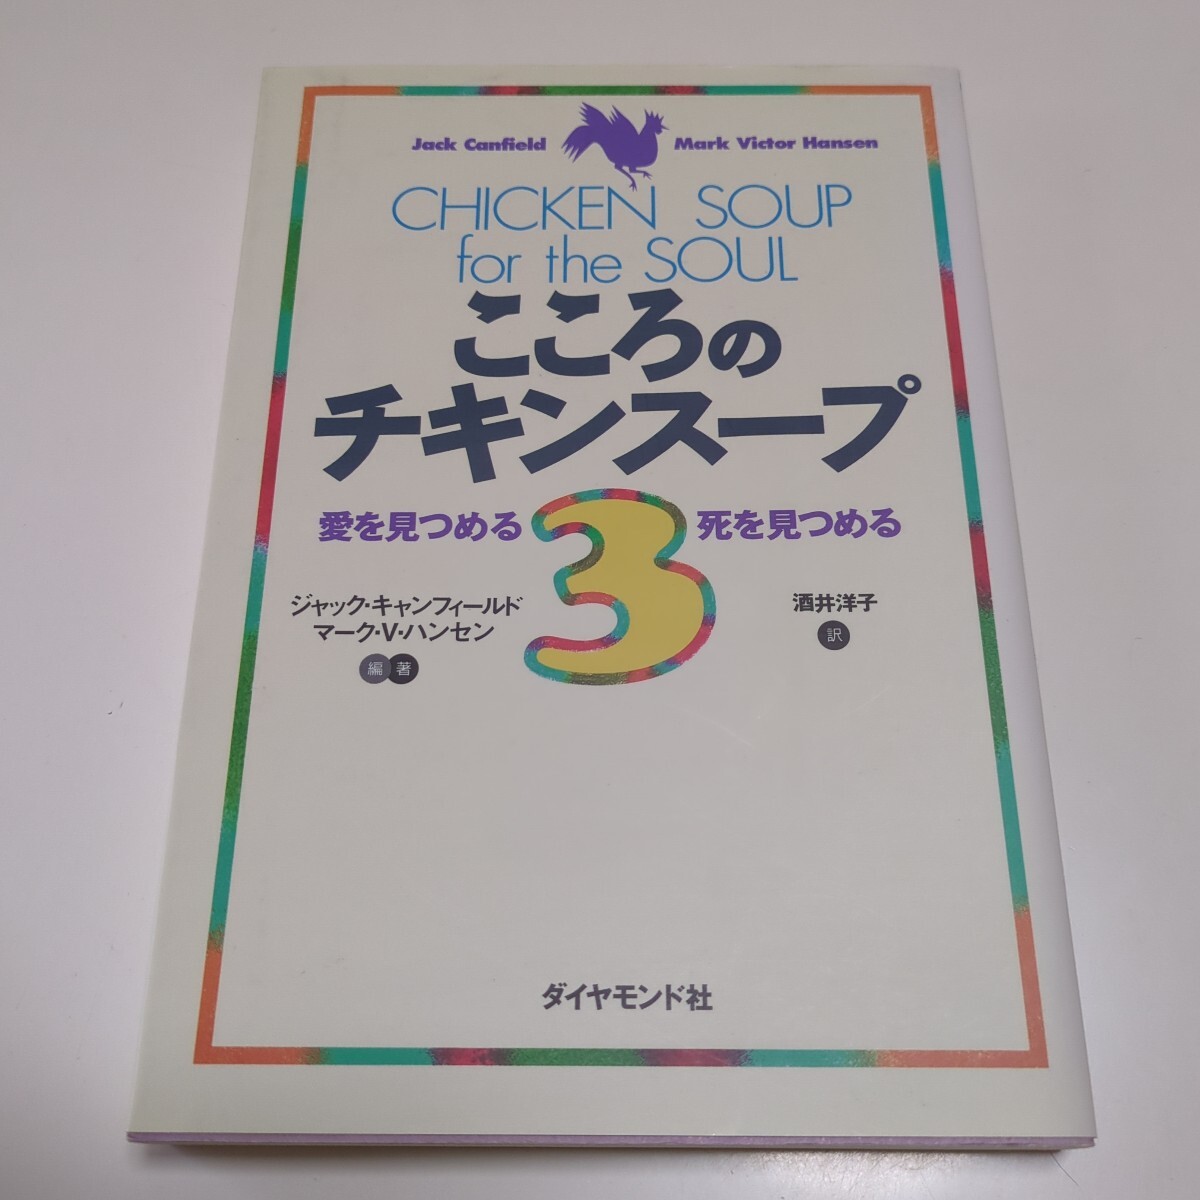 Jack Canfield
Mark Victor Hansen
CHICKEN SOUP
for the SOUL
こころの
チキンスープ
3
愛を見つめる
死を見つめる
ジャック・キャンフィールド
マーク・V・ハンセン
編著
酒井洋子
訳
ダイヤモンド社